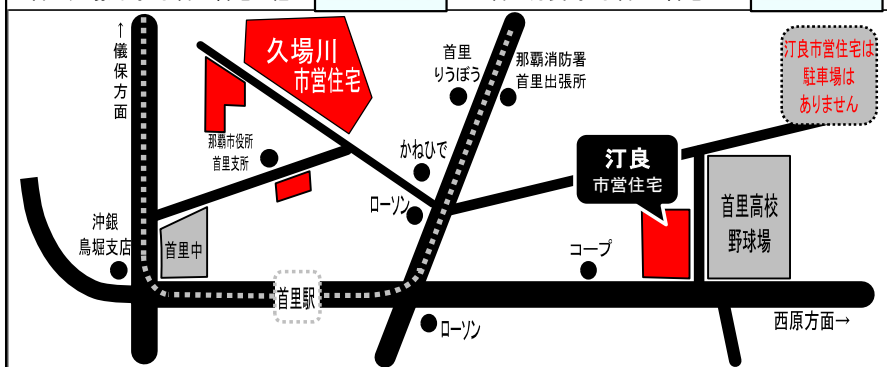 ↑儀保方面
久場川
市営住宅
那覇市役所
首里支所
首里
りうぼう
那覇消防署
首里出張所
汀良市営住宅は
駐車場は
ありません
かねひで
ローソン
汀良
市営住宅
首里高校
野球場
沖銀
鳥堀支店
首里中
コープ
首里駅
ローソン
西原方面→